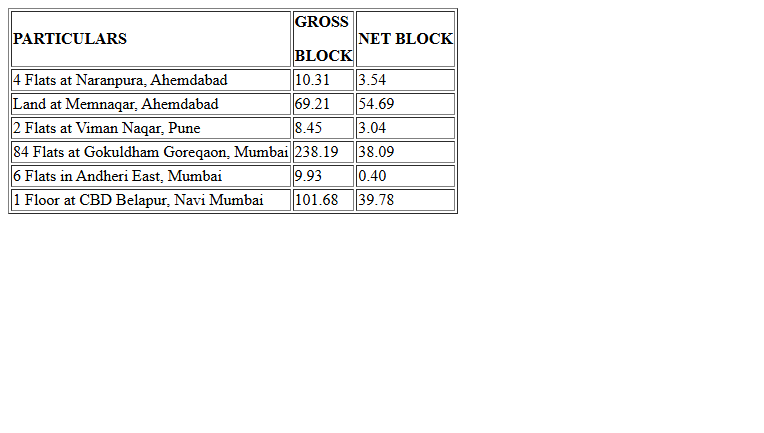 PARTICULARS GROSS BLOCK NET BLOCK
4 Flats at Naranpura, Ahemdabad 10.31 3.54
Land at Memnaqar, Ahemdabad 69.21 54.69
2 Flats at Viman Naqar, Pune 8.45 3.04
84 Flats at Gokuldham Goreqaon, Mumbai 238.19 38.09
6 Flats in Andheri East, Mumbai 9.93 0.40
1 Floor at CBD Belapur, Navi Mumbai 101.68 39.78